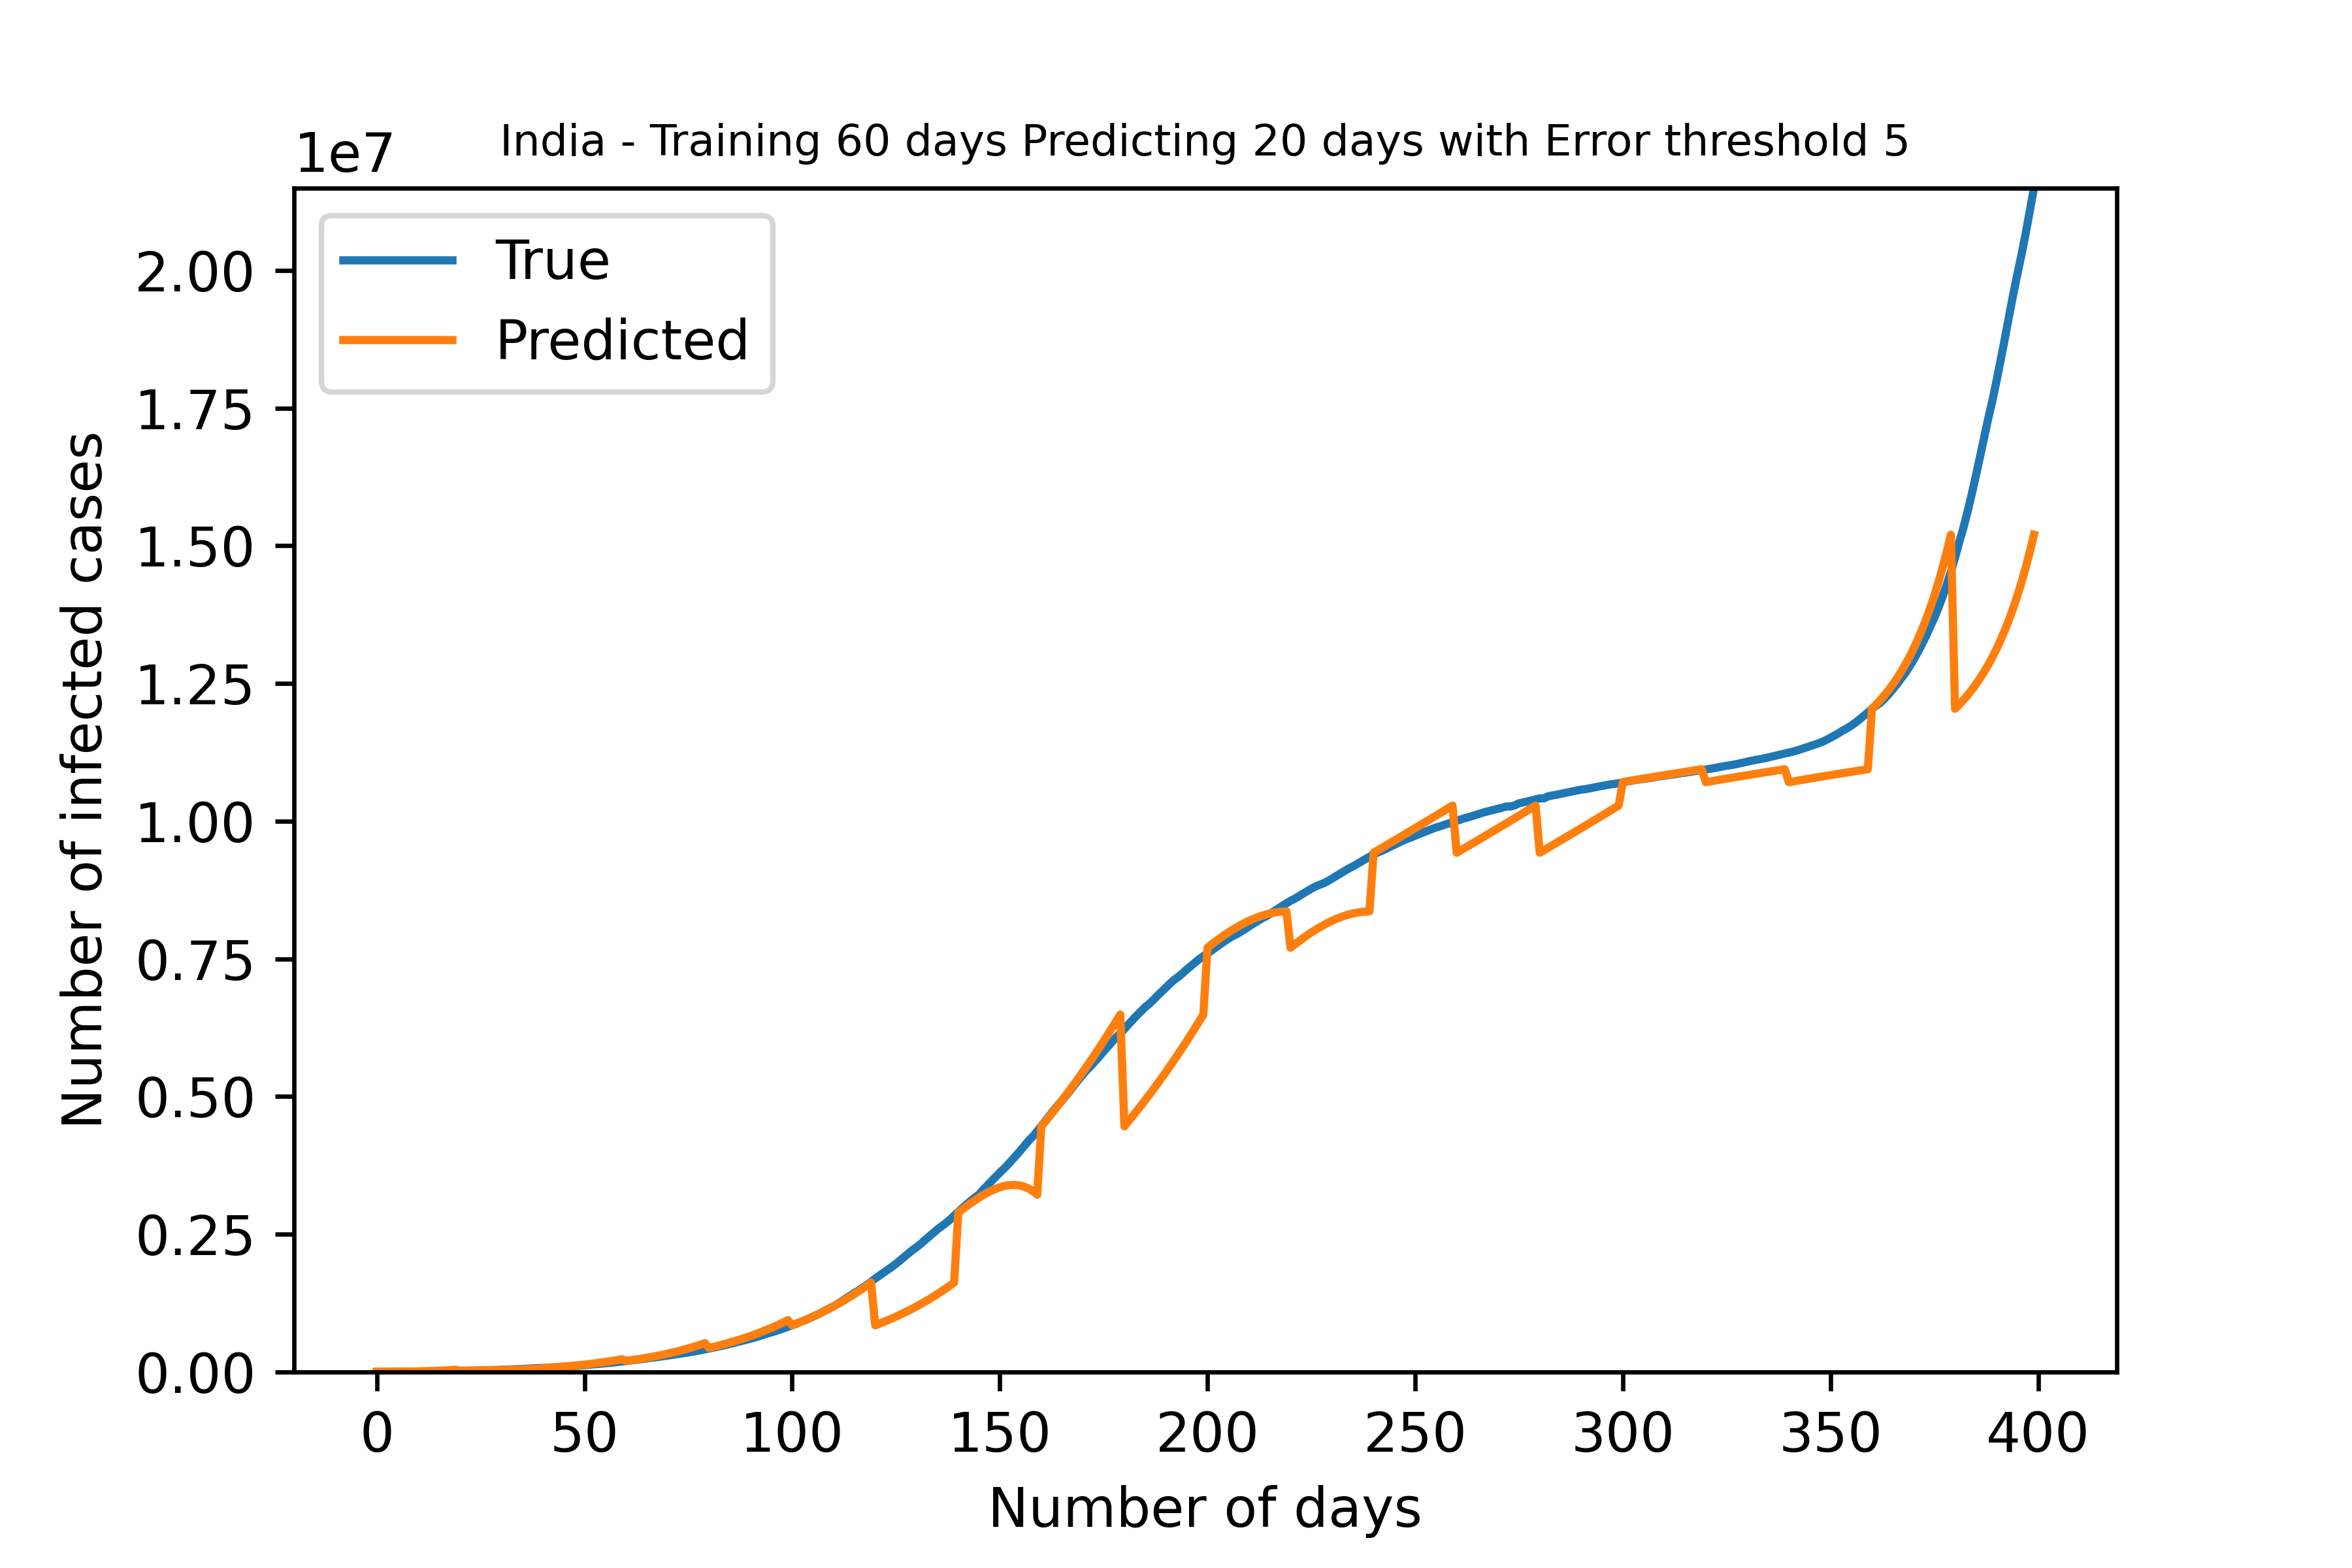 India - Training 60 days Predicting 20 days with Error threshold 5
1e7
True
Predicted
2.00
1.75
1.50
1.25
1.00
0.75
0.50
0.25
0.00
Number of infected cases
0 50 100 150 200 250 300 350 400
Number of days